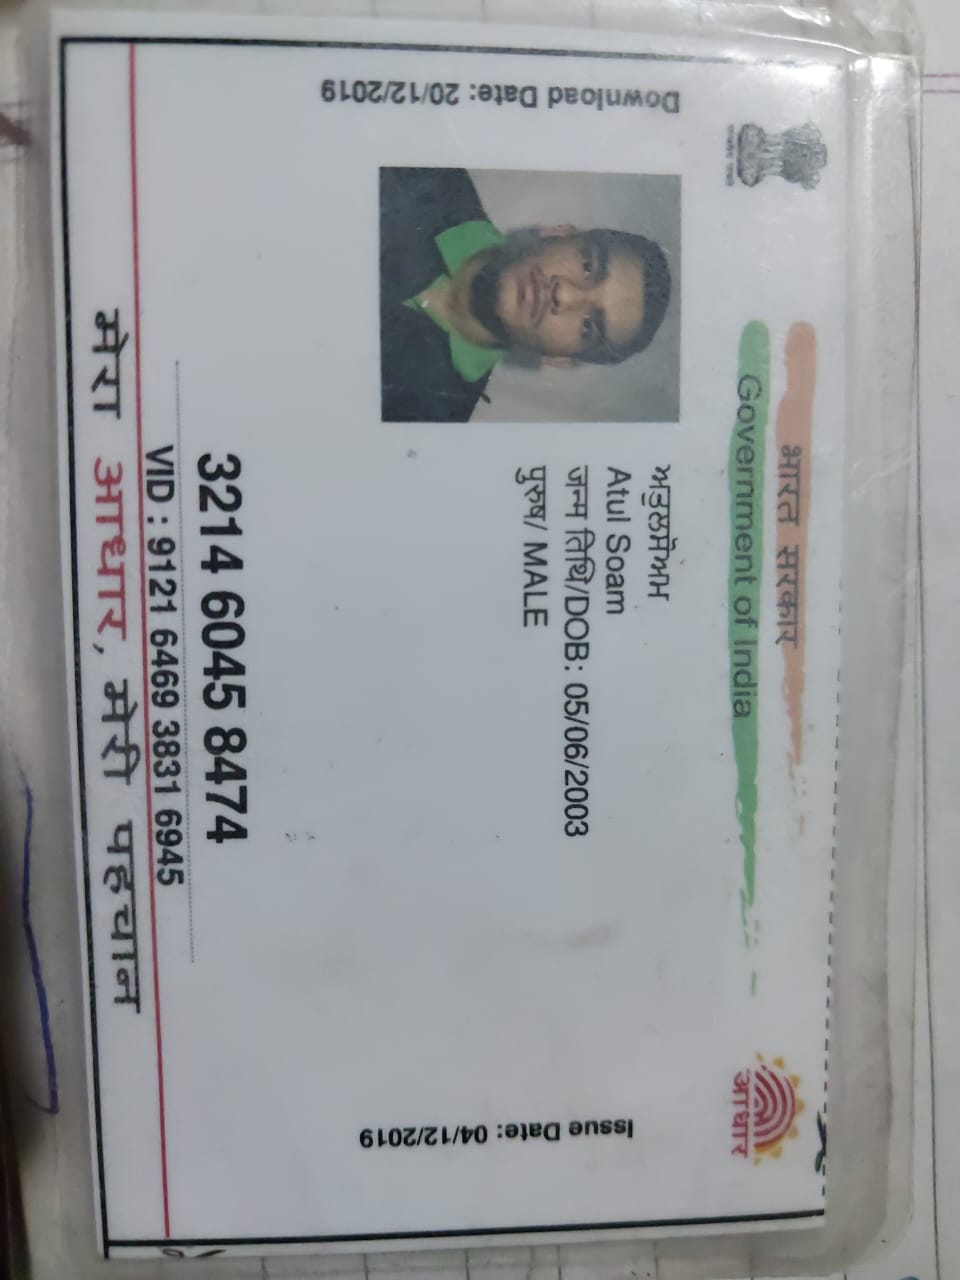 भारत सरकार
Government of India
Download Date: 20/12/2019
ਅਤੁਲਸੋਅਮ
Atul Soam
जन्म तिथि/DOB: 05/06/2003
पुरुष/ MALE
Issue Date: 04/12/2019
आधार
3214 6045 8474
VID : 9121 6469 3831 6945
मेरा आधार, मेरी पहचान